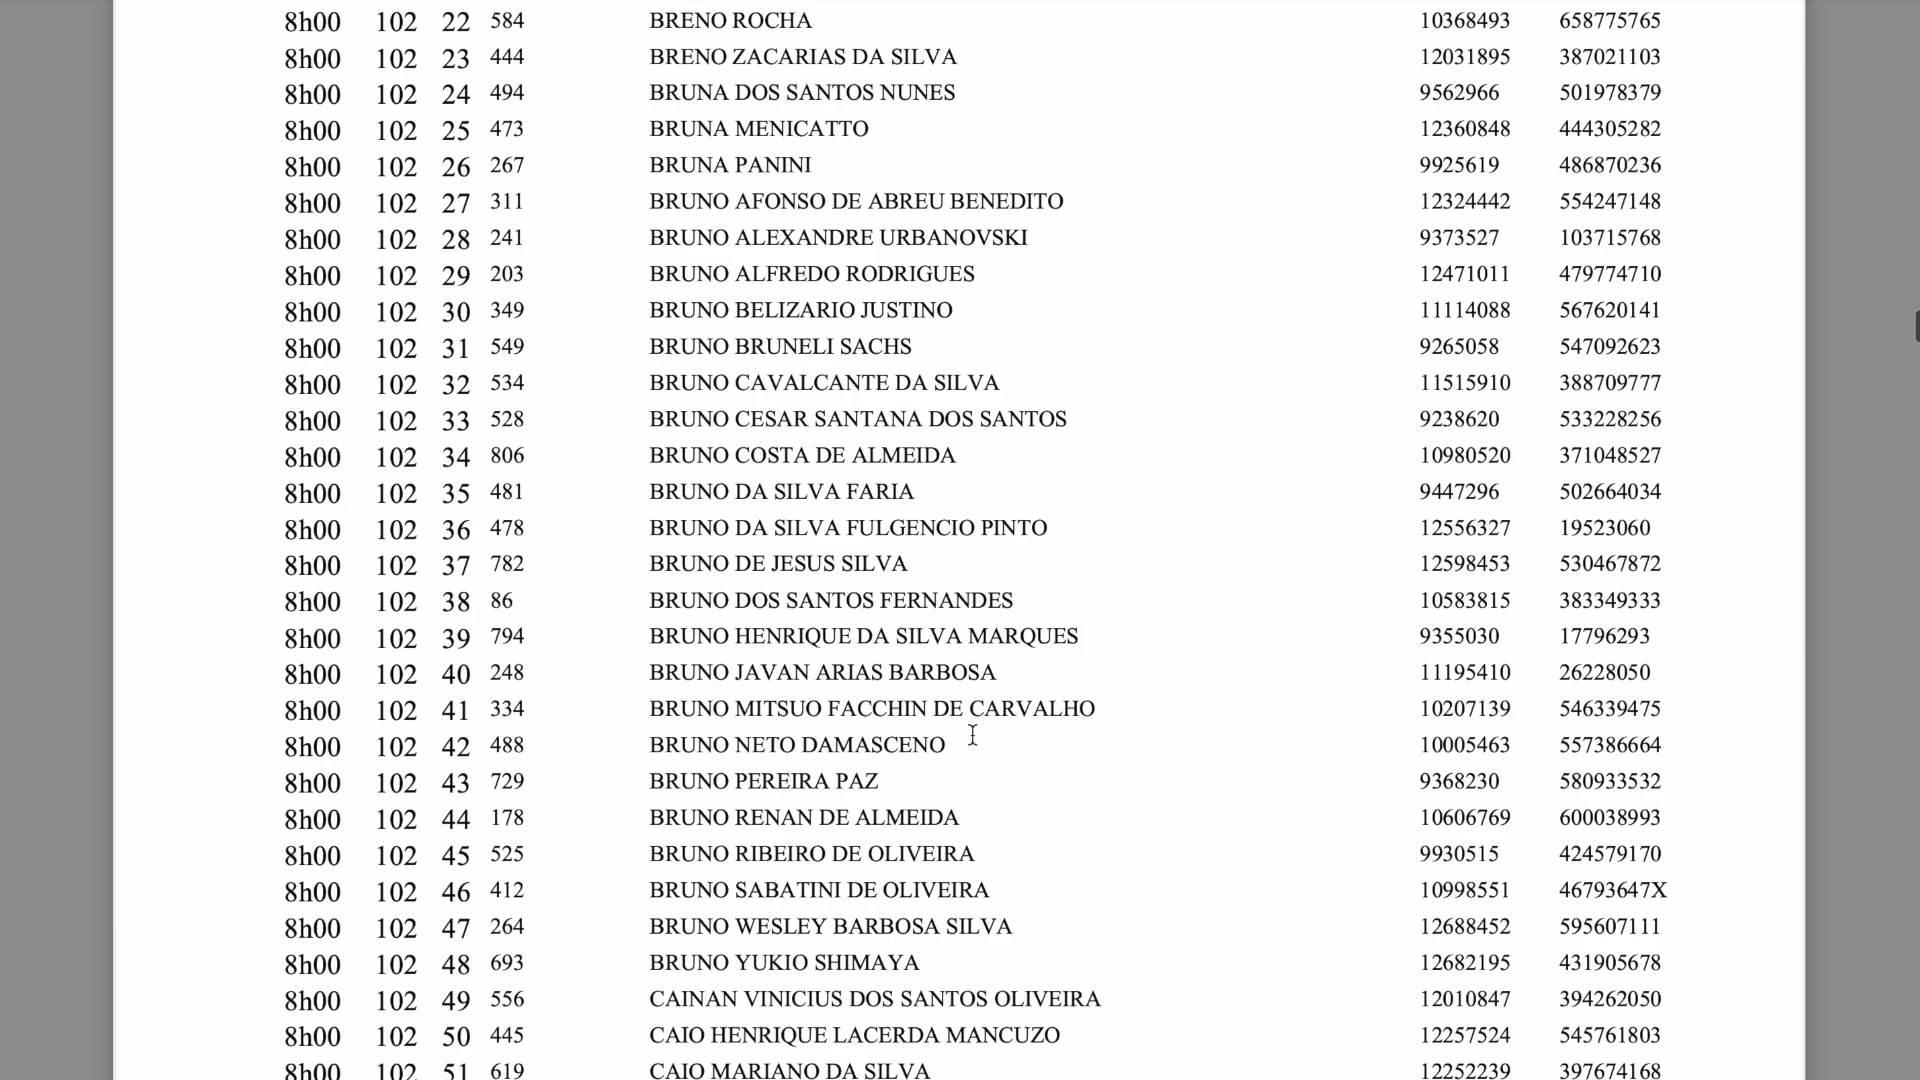 8h00 102 22 584 BRENO ROCHA 10368493 658775765
8h00 102 23 444 BRENO ZACARIAS DA SILVA 12031895 387021103
8h00 102 24 494 BRUNA DOS SANTOS NUNES 9562966 501978379
8h00 102 25 473 BRUNA MENICATTO 12360848 444305282
8h00 102 26 267 BRUNA PANINI 9925619 486870236
8h00 102 27 311 BRUNO AFONSO DE ABREU BENEDITO 12324442 554247148
8h00 102 28 241 BRUNO ALEXANDRE URBANOVSKI 9373527 103715768
8h00 102 29 203 BRUNO ALFREDO RODRIGUES 12471011 479774710
8h00 102 30 349 BRUNO BELIZARIO JUSTINO 11114088 567620141
8h00 102 31 549 BRUNO BRUNELI SACHS 9265058 547092623
8h00 102 32 534 BRUNO CAVALCANTE DA SILVA 11515910 388709777
8h00 102 33 528 BRUNO CESAR SANTANA DOS SANTOS 9238620 533228256
8h00 102 34 806 BRUNO COSTA DE ALMEIDA 10980520 371048527
8h00 102 35 481 BRUNO DA SILVA FARIA 9447296 502664034
8h00 102 36 478 BRUNO DA SILVA FULGENCIO PINTO 12556327 19523060
8h00 102 37 782 BRUNO DE JESUS SILVA 12598453 530467872
8h00 102 38 86 BRUNO DOS SANTOS FERNANDES 10583815 383349333
8h00 102 39 794 BRUNO HENRIQUE DA SILVA MARQUES 9355030 17796293
8h00 102 40 248 BRUNO JAVAN ARIAS BARBOSA 11195410 26228050
8h00 102 41 334 BRUNO MITSUO FACCHIN DE CARVALHO 10207139 546339475
8h00 102 42 488 BRUNO NETO DAMASCENO 10005463 557386664
8h00 102 43 729 BRUNO PEREIRA PAZ 9368230 580933532
8h00 102 44 178 BRUNO RENAN DE ALMEIDA 10606769 600038993
8h00 102 45 525 BRUNO RIBEIRO DE OLIVEIRA 9930515 424579170
8h00 102 46 412 BRUNO SABATINI DE OLIVEIRA 10998551 46793647X
8h00 102 47 264 BRUNO WESLEY BARBOSA SILVA 12688452 595607111
8h00 102 48 693 BRUNO YUKIO SHIMAYA 12682195 431905678
8h00 102 49 556 CAINAN VINICIUS DOS SANTOS OLIVEIRA 12010847 394262050
8h00 102 50 445 CAIO HENRIQUE LACERDA MANCUZO 12257524 545761803
8h00 102 51 619 CAIO MARIANO DA SILVA 12252239 397674168